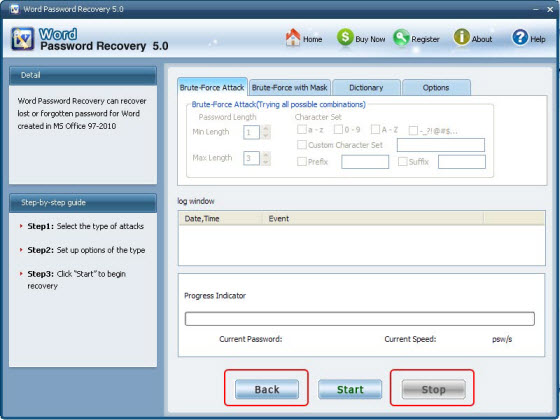 Word Password Recovery 5.0
Word
Password Recovery 5.0
Home
Buy Now
Register
About
Help
Detail
Word Password Recovery can recover
lost or forgotten password for Word
created in MS Office 97-2010
Step-by-step guide
Step1: Select the type of attacks
Step2: Set up options of the type
Step3: Click "Start" to begin
recovery
Brute-Force Attack
Brute-Force with Mask
Dictionary
Options
Brute-Force Attack(Trying all possible combinations)
Password Length
Character Set
Min Length
1
a - z
0 - 9
A - Z
-_?!@#$...
Custom Character Set
Max Length
3
Prefix
Suffix
log window
Date,Time
Event
Progress Indicator
Current Password:
Current Speed:
psw/s
Back
Start
Stop